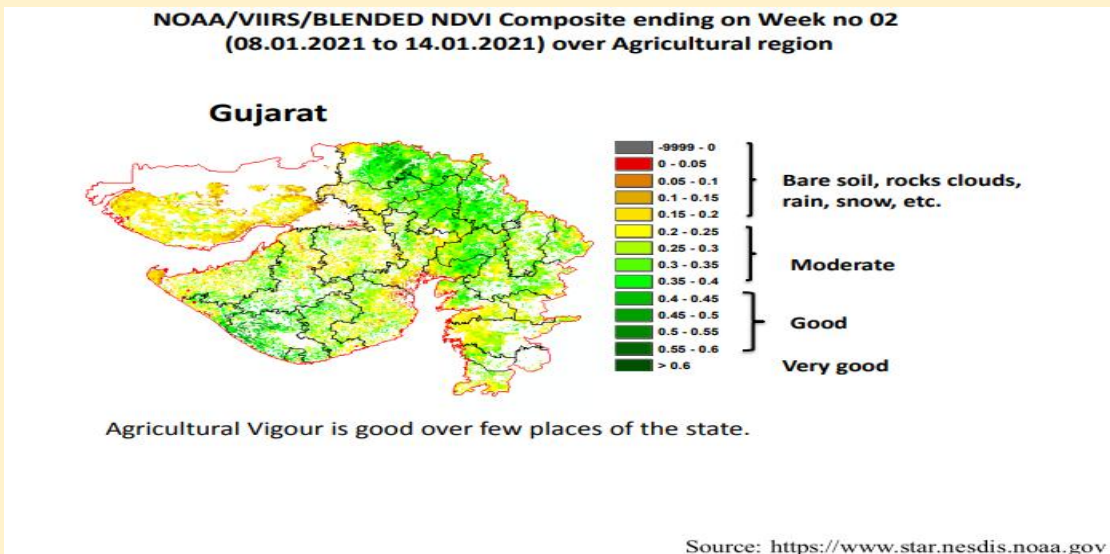 NOAA/VIIRS/BLENDED NDVI Composite ending on Week no 02
(08.01.2021 to 14.01.2021) over Agricultural region
Gujarat
-9999 - 0
0 - 0.05
0.05 - 0.1
0.1 - 0.15
0.15 - 0.2
0.2 - 0.25
0.25 - 0.3
0.3 - 0.35
0.35 - 0.4
0.4 - 0.45
0.45 - 0.5
0.5 - 0.55
0.55 - 0.6
> 0.6
Bare soil, rocks clouds,
rain, snow, etc.
Moderate
Good
Very good
Agricultural Vigour is good over few places of the state.
Source: https://www.star.nesdis.noaa.gov